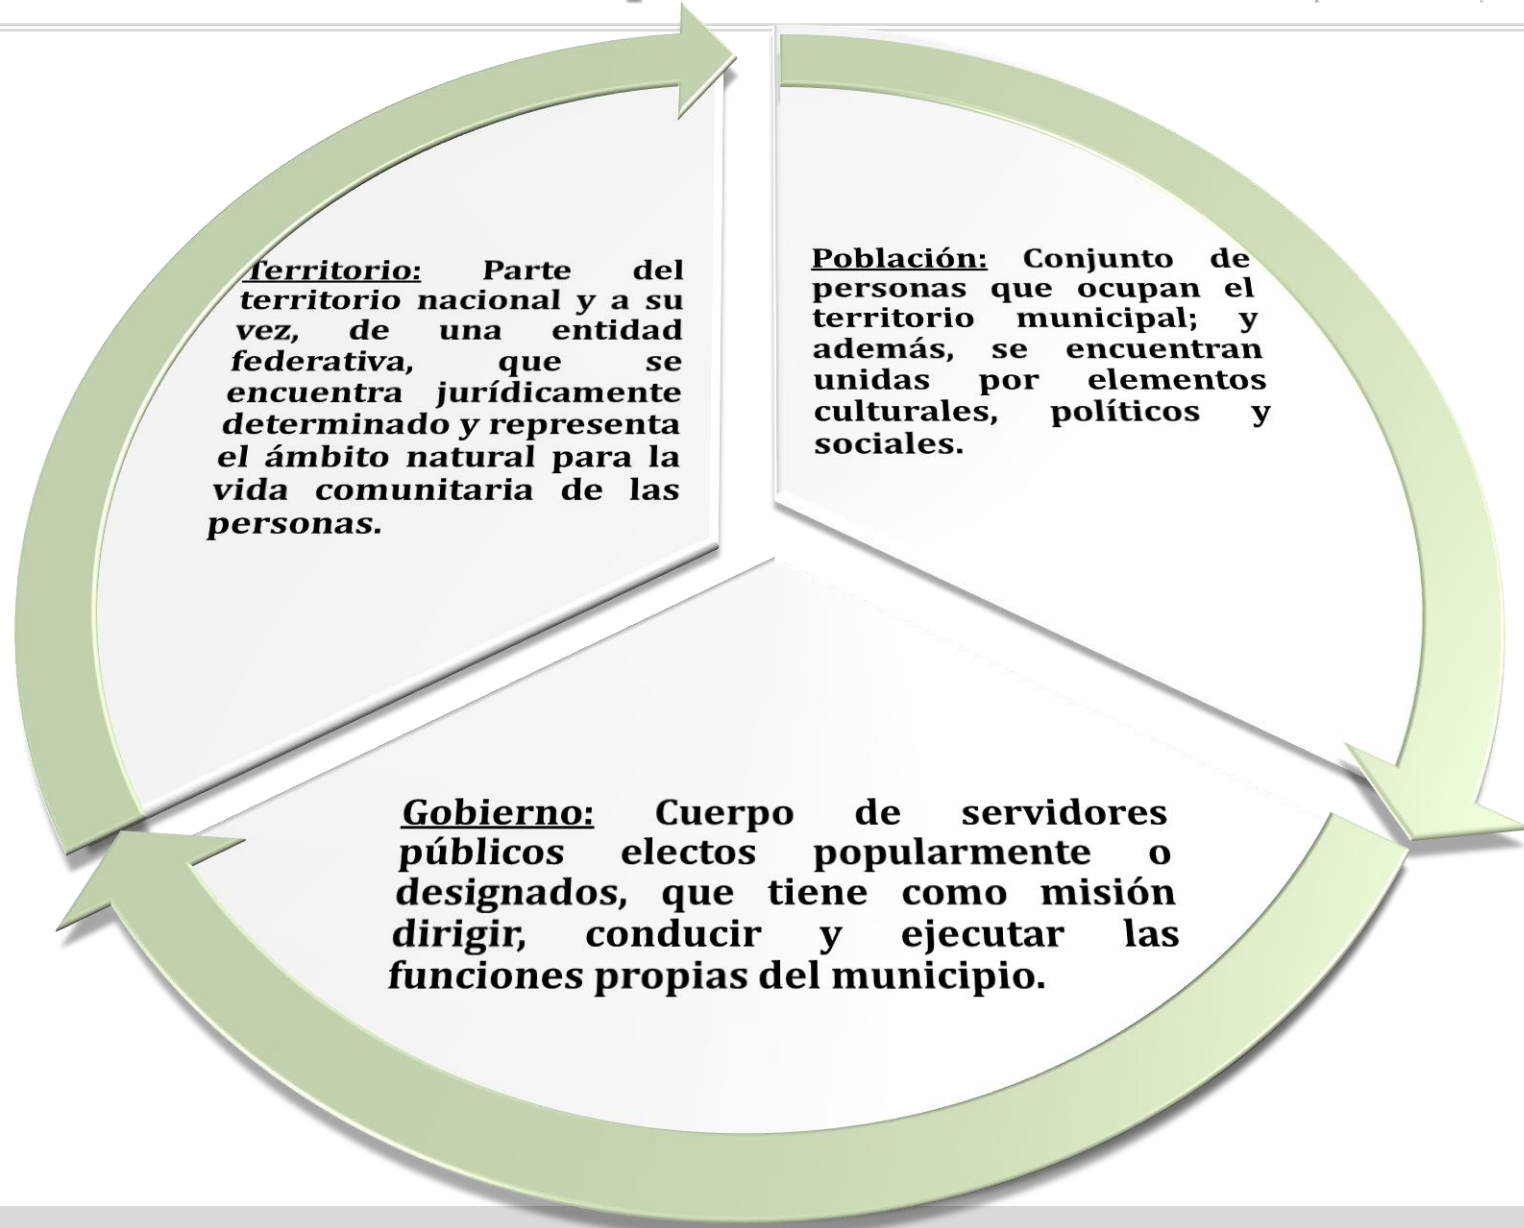 Territorio: Parte del
territorio nacional y a su
vez, de una entidad
federativa, que se
encuentra jurídicamente
determinado y representa
el ámbito natural para la
vida comunitaria de las
personas.
Población: Conjunto de
personas que ocupan el
territorio municipal; y
además, se encuentran
unidas por elementos
culturales, políticos y
sociales.
Gobierno: Cuerpo de servidores
públicos electos popularmente o
designados, que tiene como misión
dirigir, conducir y ejecutar las
funciones propias del municipio.